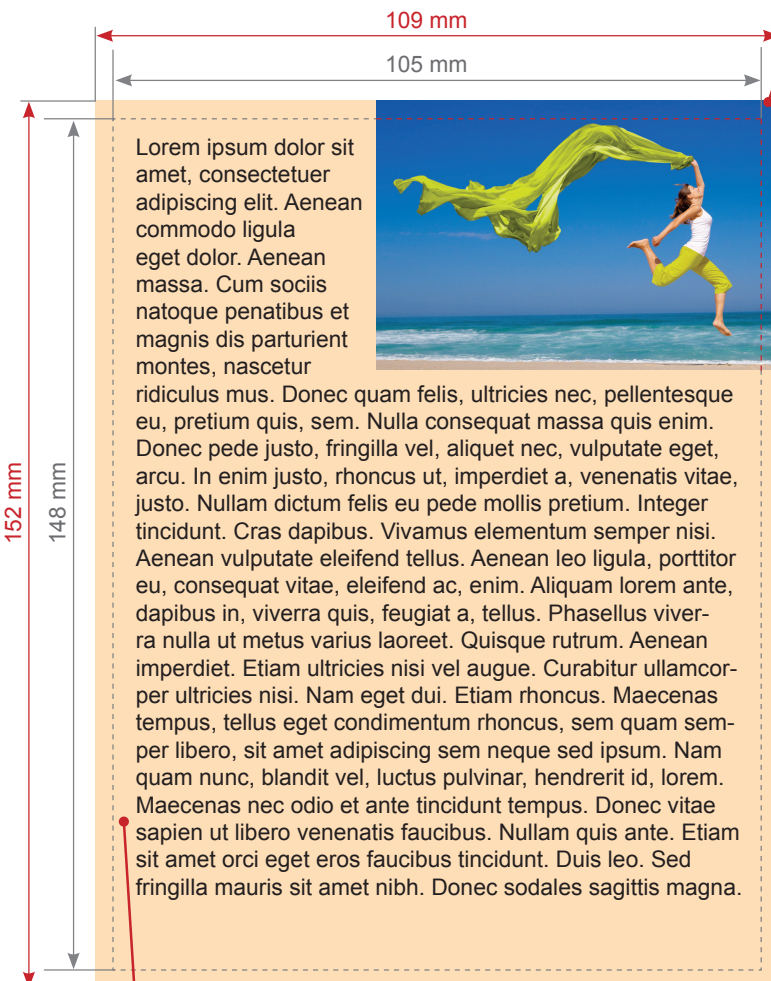 109 mm
105 mm
152 mm
148 mm
Lorem ipsum dolor sit
amet, consectetuer
adipiscing elit. Aenean
commodo ligula
eget dolor. Aenean
massa. Cum sociis
natoque penatibus et
magnis dis parturient
montes, nascetur
ridiculus mus. Donec quam felis, ultricies nec, pellentesque
eu, pretium quis, sem. Nulla consequat massa quis enim.
Donec pede justo, fringilla vel, aliquet nec, vulputate eget,
arcu. In enim justo, rhoncus ut, imperdiet a, venenatis vitae,
justo. Nullam dictum felis eu pede mollis pretium. Integer
tincidunt. Cras dapibus. Vivamus elementum semper nisi.
Aenean vulputate eleifend tellus. Aenean leo ligula, porttitor
eu, consequat vitae, eleifend ac, enim. Aliquam lorem ante,
dapibus in, viverra quis, feugiat a, tellus. Phasellus viver-
ra nulla ut metus varius laoreet. Quisque rutrum. Aenean
imperdiet. Etiam ultricies nisi vel augue. Curabitur ullamcor-
per ultricies nisi. Nam eget dui. Etiam rhoncus. Maecenas
tempus, tellus eget condimentum rhoncus, sem quam sem-
per libero, sit amet adipiscing sem neque sed ipsum. Nam
quam nunc, blandit vel, luctus pulvinar, hendrerit id, lorem.
Maecenas nec odio et ante tincidunt tempus. Donec vitae
sapien ut libero venenatis faucibus. Nullam quis ante. Etiam
sit amet orci eget eros faucibus tincidunt. Duis leo. Sed
fringilla mauris sit amet nibh. Donec sodales sagittis magna.